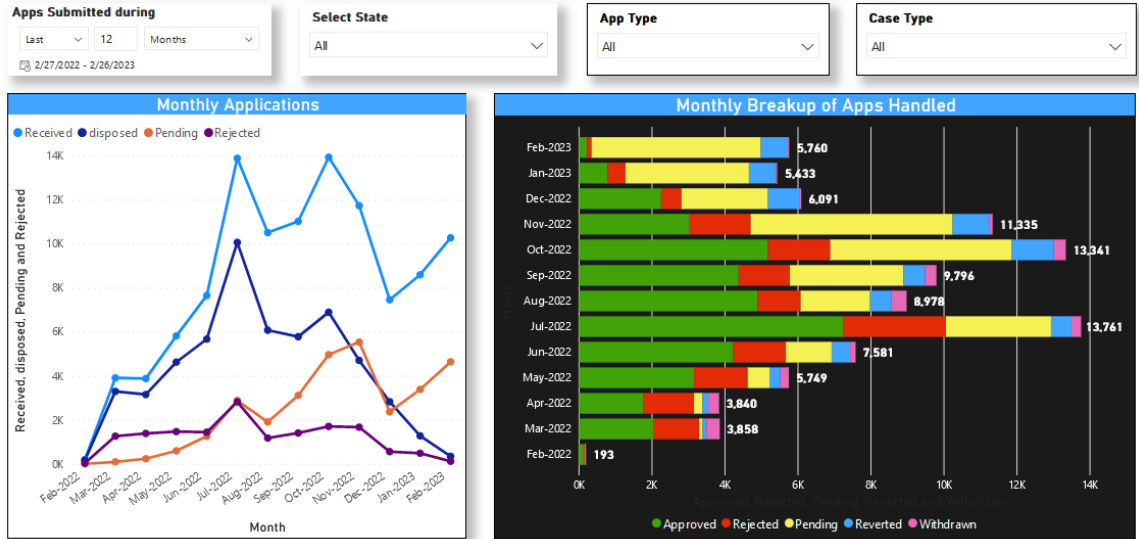 Apps Submitted during
Last 12 Months
2/27/2022 - 2/26/2023
Select State
All
App Type
All
Case Type
All
Monthly Applications
Received disposed Pending Rejected
Received, disposed, Pending and Rejected
14K
12K
10K
8K
6K
4K
2K
0K
Feb-2022 Mar-2022 Apr-2022 May-2022 Jun-2022 Jul-2022 Aug-2022 Sep-2022 Oct-2022 Nov-2022 Dec-2022 Jan-2023 Feb-2023
Month
Monthly Breakup of Apps Handled
Month
Feb-2023 5,760
Jan-2023 5,433
Dec-2022 6,091
Nov-2022 11,335
Oct-2022 13,341
Sep-2022 9,796
Aug-2022 8,978
Jul-2022 13,761
Jun-2022 7,581
May-2022 5,749
Apr-2022 3,840
Mar-2022 3,858
Feb-2022 193
0K 2K 4K 6K 8K 10K 12K 14K
Approved, Rejected, Pending, Reverted and Withdrawn
Approved Rejected Pending Reverted Withdrawn